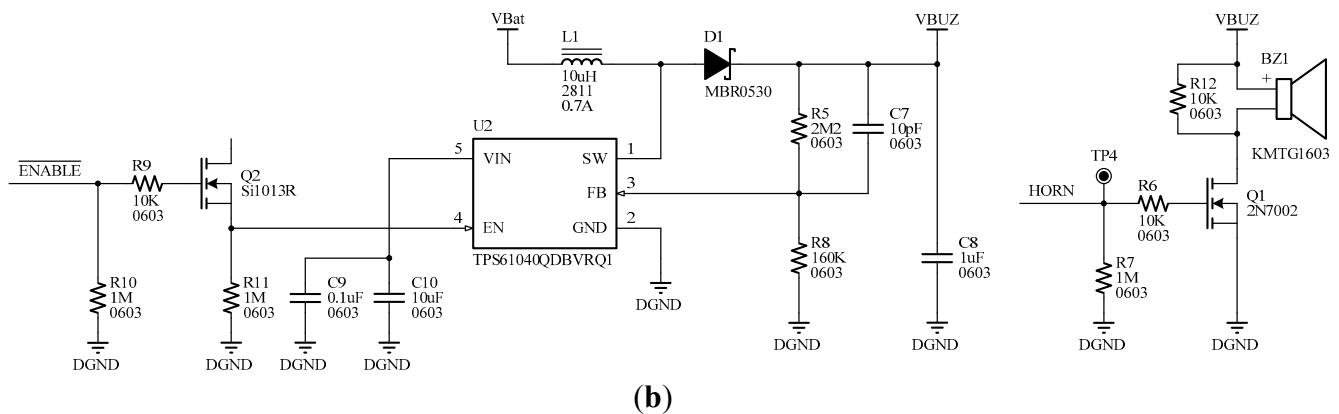 VBat
L1
10uH
2811
0.7A
D1
MBR0530
VBUZ
R5
2M2
0603
C7
10pF
0603
U2
5
VIN
SW
1
FB
3
4
EN
GND
2
TPS61040QDBVRQ1
DGND
ENABLE
R9
10K
0603
Q2
Si1013R
R10
1M
0603
DGND
R11
1M
0603
DGND
C9
0.1uF
0603
DGND
C10
10uF
0603
DGND
R8
160K
0603
DGND
C8
1uF
0603
DGND
VBUZ
BZ1
+
R12
10K
0603
KMTG1603
TP4
HORN
R6
10K
0603
Q1
2N7002
R7
1M
0603
DGND
DGND
(b)